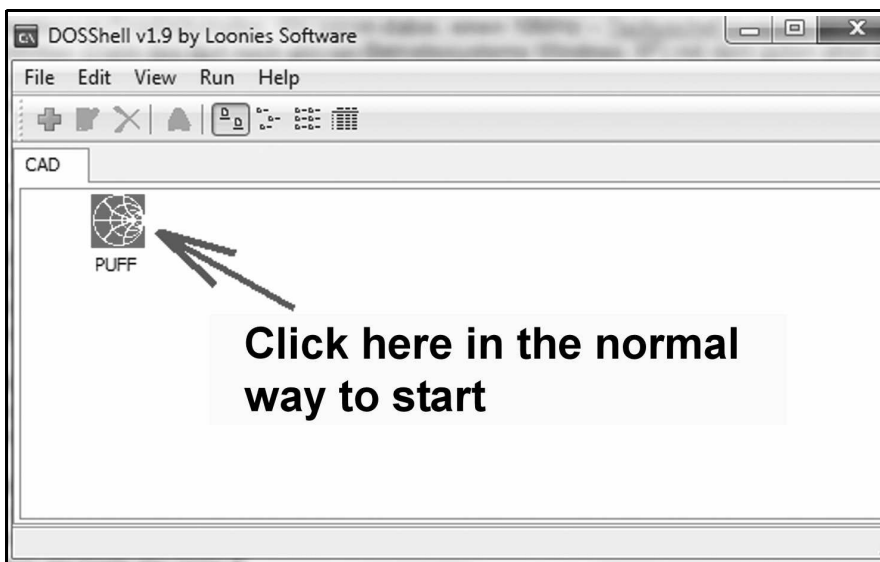 DOSShell v1.9 by Loonies Software
File Edit View Run Help
CAD
PUFF
Click here in the normal
way to start